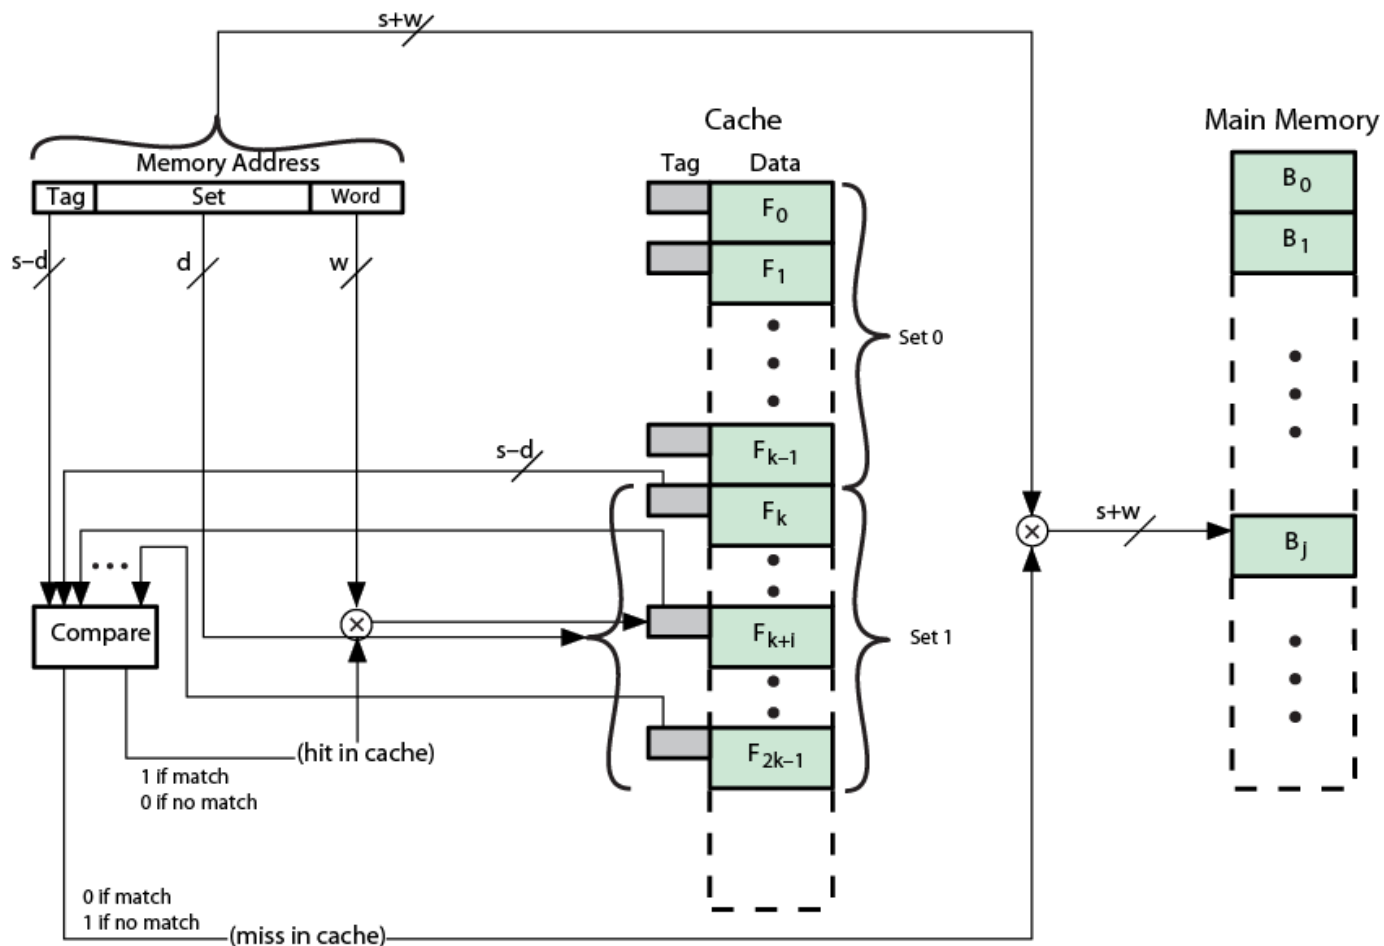 s+w
Cache
Main Memory
Memory Address
Tag Data
Tag Set Word
B0
F0
B1
s–d
d
w
F1
Set 0
Fk–1
s–d
Fk
s+w
Bj
Compare
Fk+i
Set 1
F2k–1
(hit in cache)
1 if match
0 if no match
0 if match
1 if no match
(miss in cache)